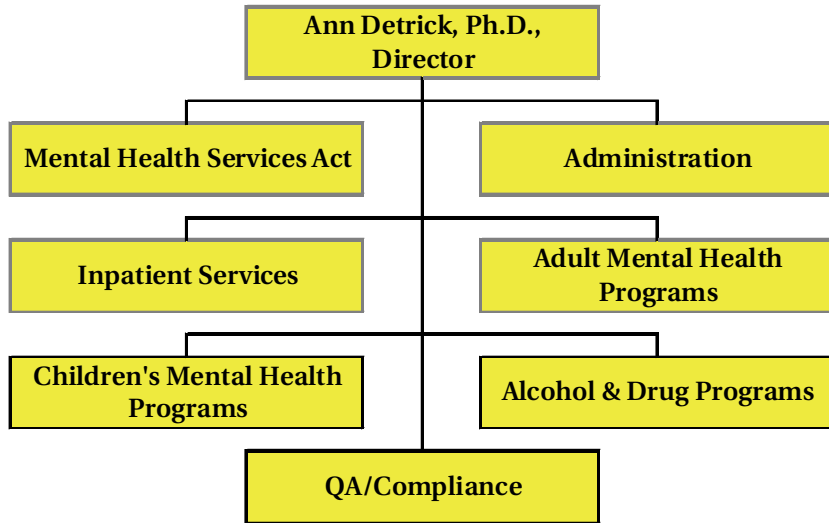 Ann Detrick, Ph.D.,
Director
Mental Health Services Act
Administration
Inpatient Services
Adult Mental Health
Programs
Children's Mental Health
Programs
Alcohol & Drug Programs
QA/Compliance